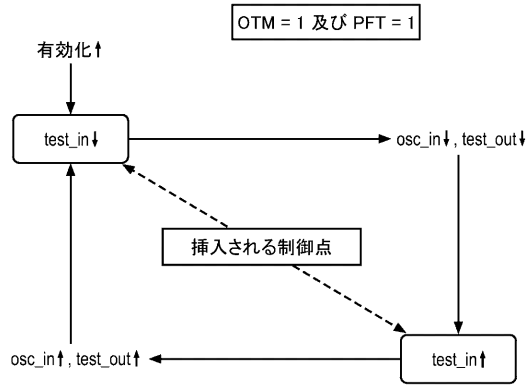 OTM = 1 及び PFT = 1
有効化↑
test_in↓
osc_in↓, test_out↓
挿入される制御点
osc_in↑, test_out↑
test_in↑